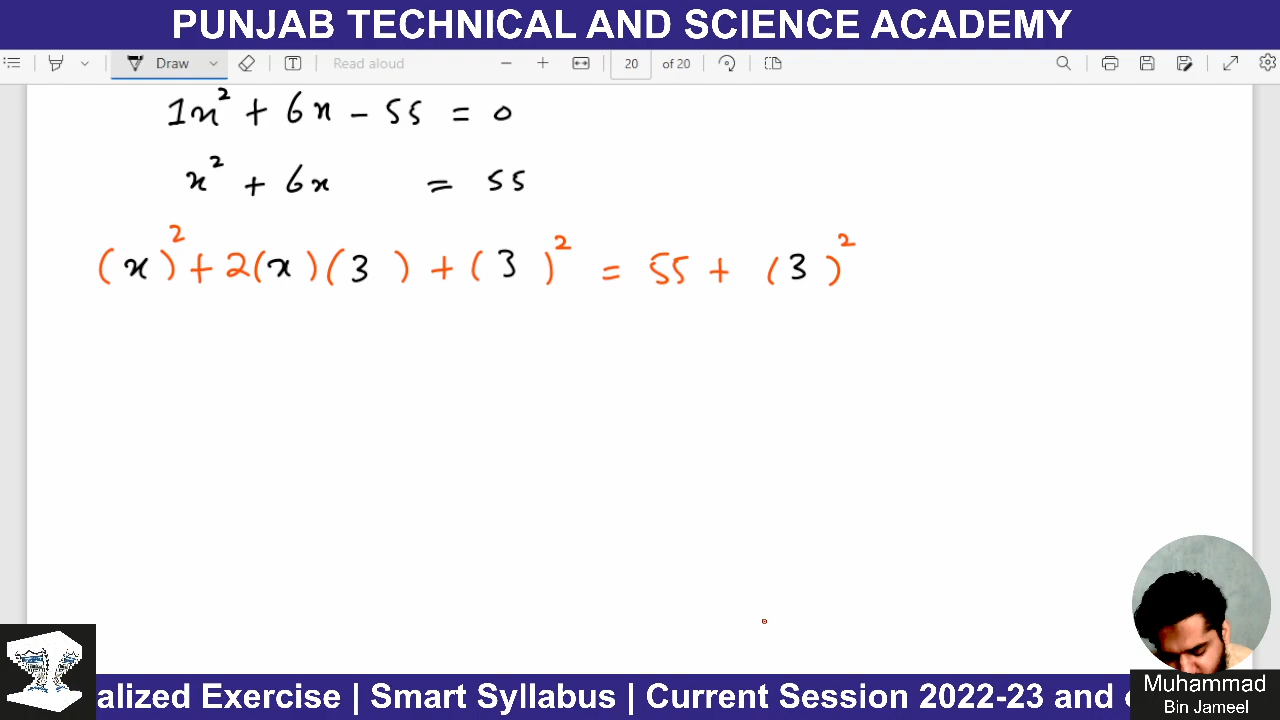 PUNJAB TECHNICAL AND SCIENCE ACADEMY
Draw
Read aloud
20 of 20
1x² + 6x - 55 = 0
x² + 6x = 55
(x)² + 2(x)(3) + (3)² = 55 + (3)²
alized Exercise | Smart Syllabus | Current Session 2022-23 and
Muhammad
Bin Jameel